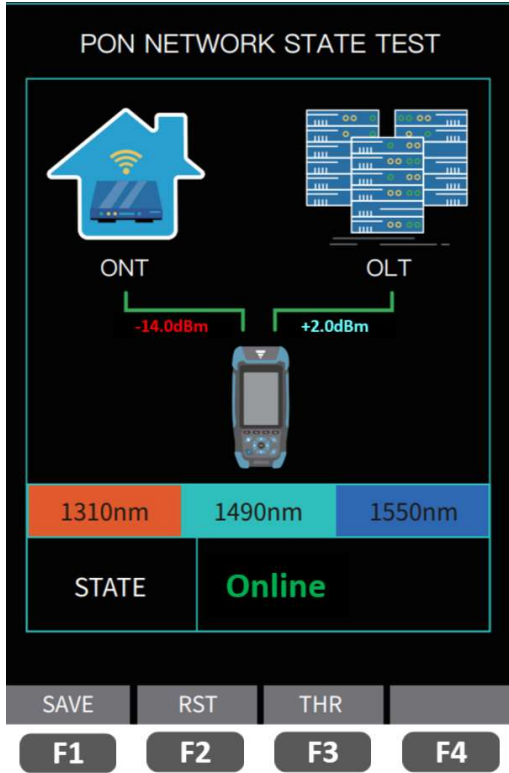 PON NETWORK STATE TEST
ONT OLT
-14.0dBm +2.0dBm
1310nm 1490nm 1550nm
STATE Online
SAVE RST THR
F1 F2 F3 F4